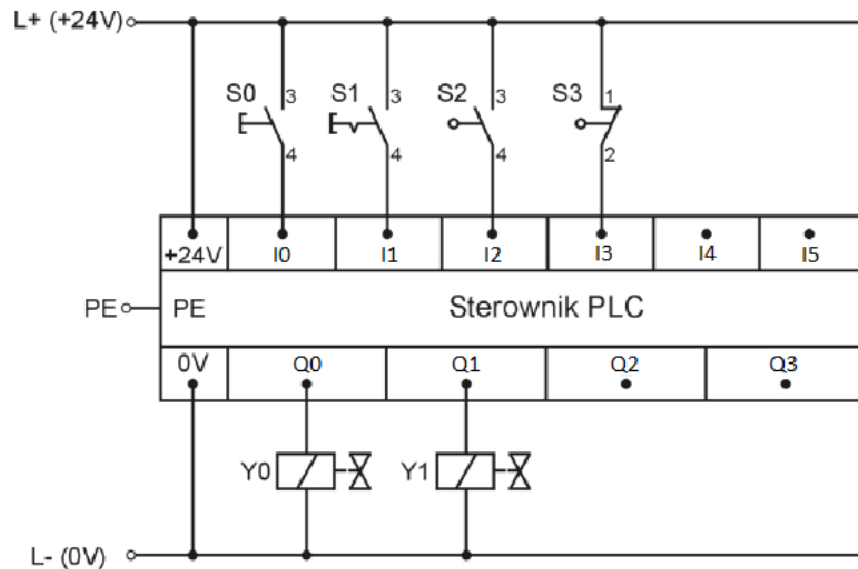 L+ (+24V)
S0 3 S1 3 S2 3 S3 1
4 4 4 2
+24V I0 I1 I2 I3 I4 I5
PE PE Sterownik PLC
0V Q0 Q1 Q2 Q3
Y0 Y1
L- (0V)